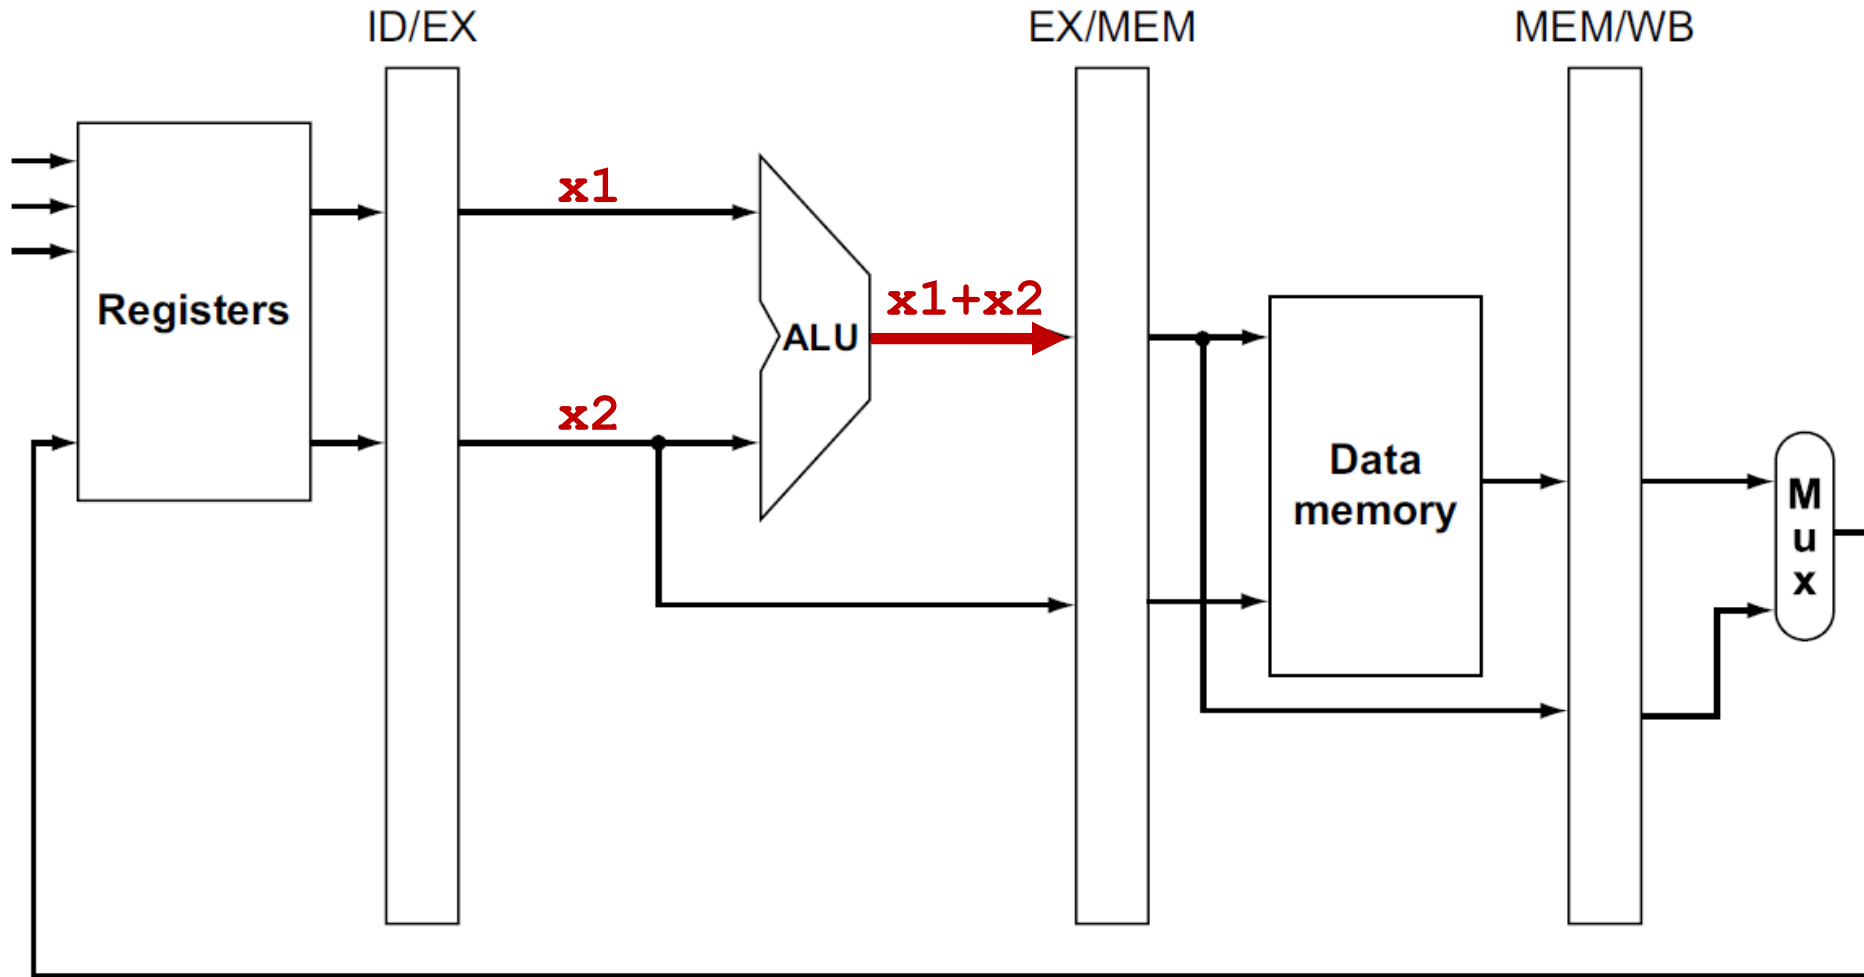 ID/EX
EX/MEM
MEM/WB
x1
x1+x2
Registers
ALU
x2
Data
memory
M
u
x